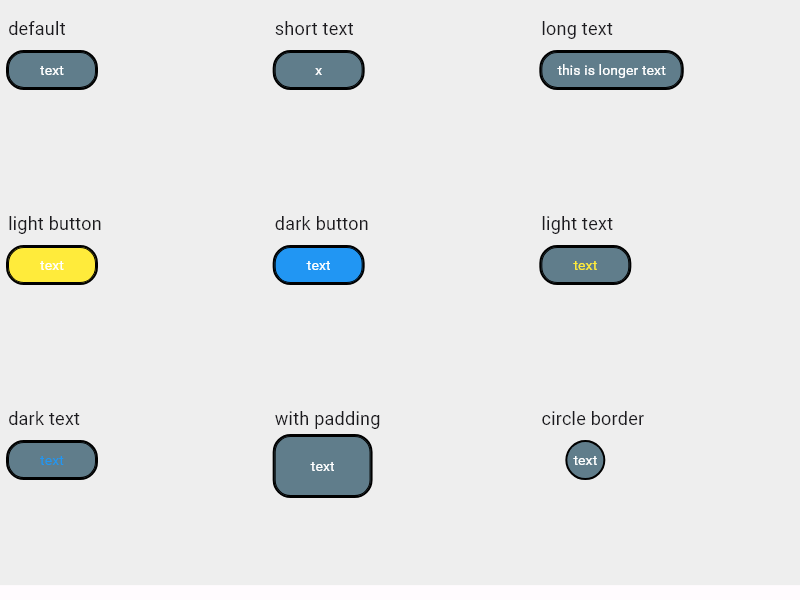 default
short text
long text
text
x
this is longer text
light button
dark button
light text
text
text
text
dark text
with padding
circle border
text
text
text